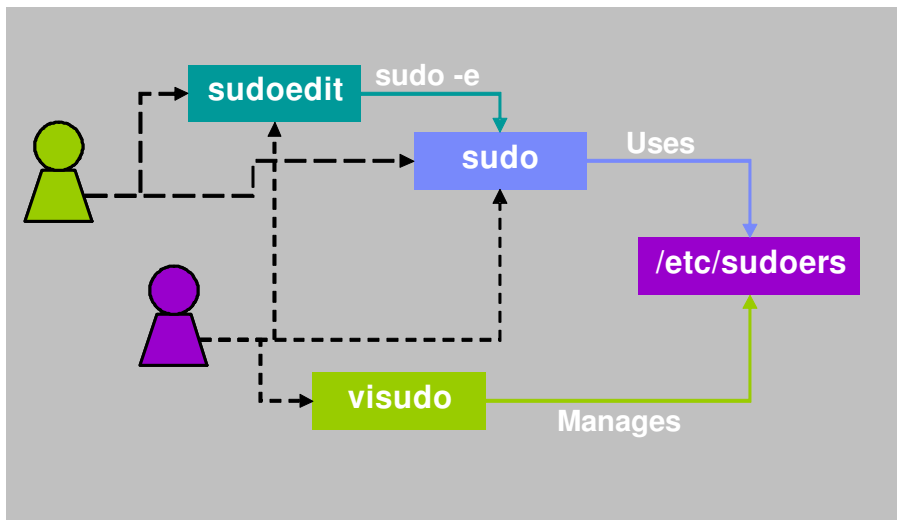 sudoedit
sudo -e
sudo
Uses
/etc/sudoers
visudo
Manages